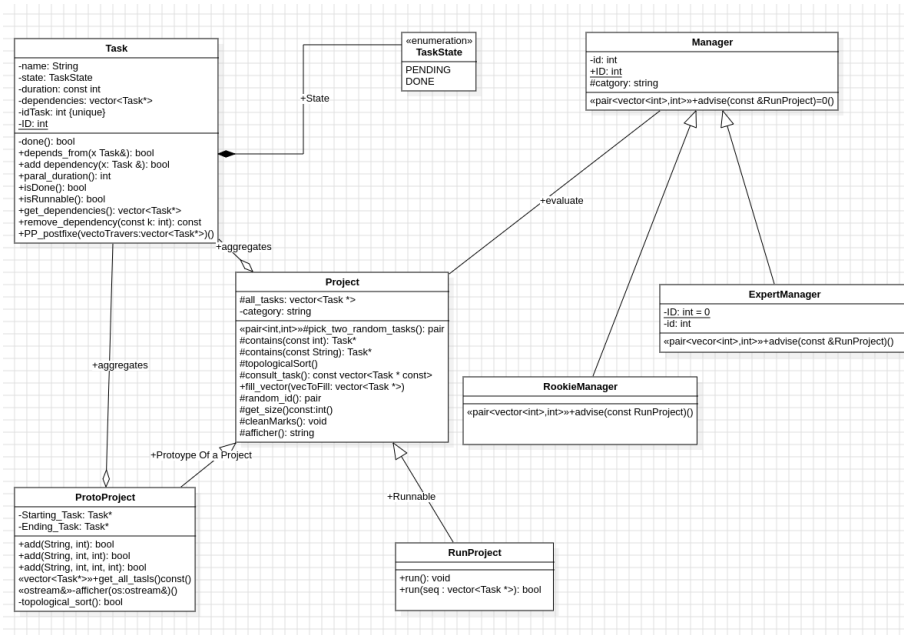 Task
-name: String
-state: TaskState
-duration: const int
-dependencies: vector<Task*>
-idTask: int {unique}
-ID: int
-done(): bool
+depends_from(x Task&): bool
+add dependency(x: Task &): bool
+paral_duration(): int
+isDone(): bool
+isRunnable(): bool
+get_dependencies(): vector<Task*>
+remove_dependency(const k: int): const
+PP_postfixe(vectoTravers:vector<Task*>)()
«enumeration»
TaskState
PENDING
DONE
+State
Manager
-id: int
+ID: int
#catgory: string
«pair<vector<int>,int>»+advise(const &RunProject)=0()
+evaluate
+aggregates
Project
#all_tasks: vector<Task *>
-category: string
«pair<int,int>»#pick_two_random_tasks(): pair
#contains(const int): Task*
#contains(const String): Task*
#topologicalSort()
#consult_task(): const vector<Task * const>
+fill_vector(vecToFill: vector<Task *>)
#random_id(): pair
#get_size()const:int()
#cleanMarks(): void
#afficher(): string
ExpertManager
-ID: int = 0
-id: int
«pair<vecor<int>,int>»+advise(const &RunProject)()
+aggregates
RookieManager
«pair<vector<int>,int>»+advise(const RunProject)()
+Protoype Of a Project
+Runnable
ProtoProject
-Starting_Task: Task*
-Ending_Task: Task*
+add(String, int): bool
+add(String, int, int): bool
+add(String, int, int, int): bool
«vector<Task*>»+get_all_tasls()const()
«ostream&»-afficher(os:ostream&)()
-topological_sort(): bool
RunProject
+run(): void
+run(seq : vector<Task *>): bool